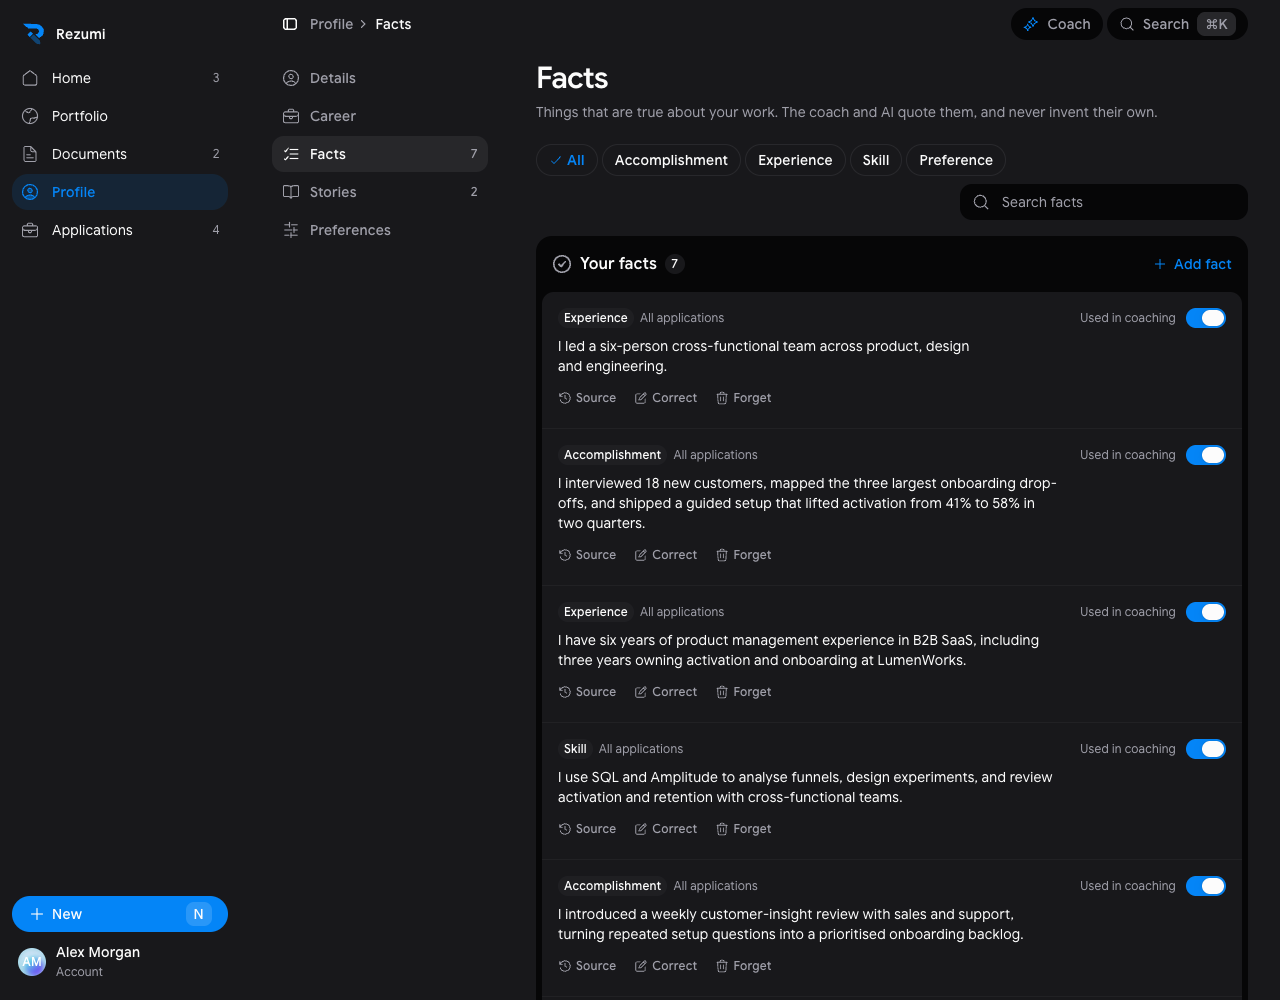 Rezumi
Home 3
Portfolio
Documents 2
Profile
Applications 4
New N
AM
Alex Morgan
Account
Profile > Facts
Details
Career
Facts 7
Stories 2
Preferences
Coach
Search ⌘K
Facts
Things that are true about your work. The coach and AI quote them, and never invent their own.
All Accomplishment Experience Skill Preference
Search facts
Your facts 7
Add fact
Experience All applications Used in coaching
I led a six-person cross-functional team across product, design
and engineering.
Source Correct Forget
Accomplishment All applications Used in coaching
I interviewed 18 new customers, mapped the three largest onboarding drop-
offs, and shipped a guided setup that lifted activation from 41% to 58% in
two quarters.
Source Correct Forget
Experience All applications Used in coaching
I have six years of product management experience in B2B SaaS, including
three years owning activation and onboarding at LumenWorks.
Source Correct Forget
Skill All applications Used in coaching
I use SQL and Amplitude to analyse funnels, design experiments, and review
activation and retention with cross-functional teams.
Source Correct Forget
Accomplishment All applications Used in coaching
I introduced a weekly customer-insight review with sales and support,
turning repeated setup questions into a prioritised onboarding backlog.
Source Correct Forget